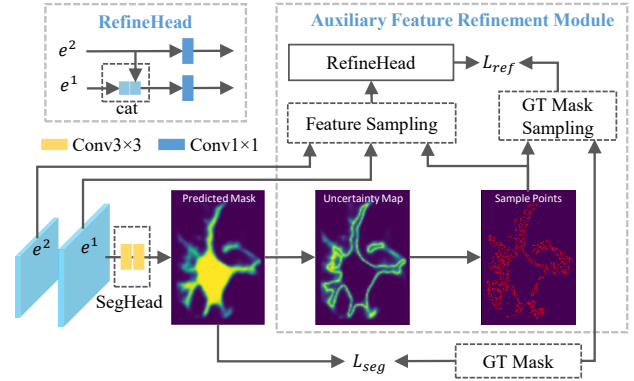 RefineHead
e²
e¹
cat
Conv3×3
Conv1×1
Auxiliary Feature Refinement Module
RefineHead
L_ref
Feature Sampling
GT Mask
Sampling
e²
e¹
SegHead
Predicted Mask
Uncertainty Map
Sample Points
L_seg
GT Mask